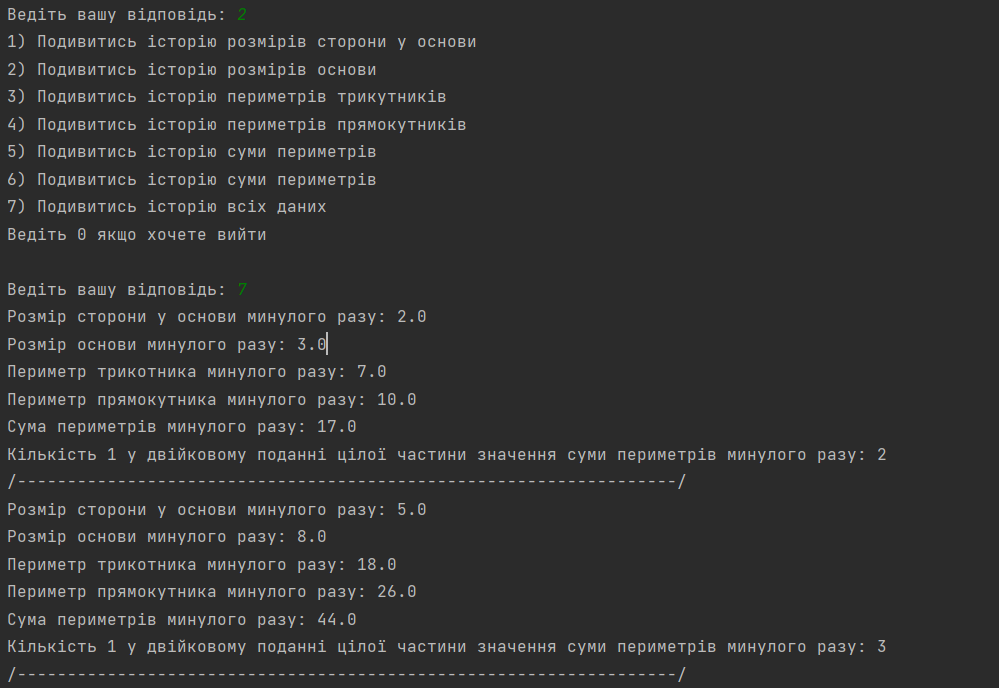 Ведіть вашу відповідь: 2
1) Подивитись історію розмірів сторони у основи
2) Подивитись історію розмірів основи
3) Подивитись історію периметрів трикутників
4) Подивитись історію периметрів прямокутників
5) Подивитись історію суми периметрів
6) Подивитись історію суми периметрів
7) Подивитись історію всіх даних
Ведіть 0 якщо хочете вийти
Ведіть вашу відповідь: 7
Розмір сторони у основи минулого разу: 2.0
Розмір основи минулого разу: 3.0
Периметр трикотника минулого разу: 7.0
Периметр прямокутника минулого разу: 10.0
Сума периметрів минулого разу: 17.0
Кількість 1 у двійковому поданні цілої частини значення суми периметрів минулого разу: 2
/------------------------------------------------------------------/
Розмір сторони у основи минулого разу: 5.0
Розмір основи минулого разу: 8.0
Периметр трикотника минулого разу: 18.0
Периметр прямокутника минулого разу: 26.0
Сума периметрів минулого разу: 44.0
Кількість 1 у двійковому поданні цілої частини значення суми периметрів минулого разу: 3
/------------------------------------------------------------------/